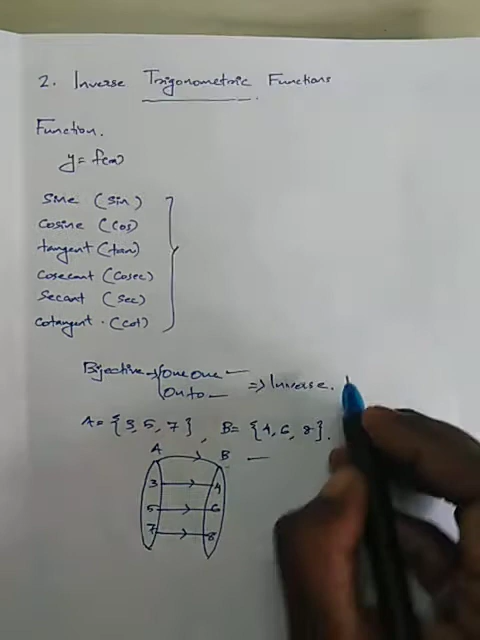 2. Inverse Trigonometric Functions
Function.
y = f(x)
Sine (Sin)
Cosine (Cos)
tangent (tan)
Cosecant (Cosec)
Secant (Sec)
Cotangent. (Cot)
Bijective → { one one —
Onto — => Inverse.
A = {3, 5, 7}, B = {4, 6, 8}.
A B —
3 4
5 6
7 8